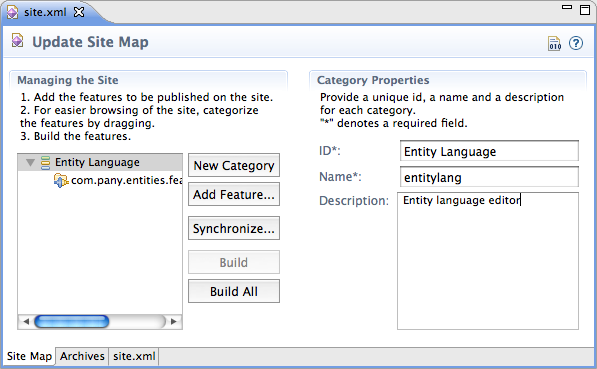 site.xml
Update Site Map
010
Managing the Site
1. Add the features to be published on the site.
2. For easier browsing of the site, categorize
the features by dragging.
3. Build the features.
Entity Language
com.pany.entities.fea
New Category
Add Feature...
Synchronize...
Build
Build All
Category Properties
Provide a unique id, a name and a description
for each category.
"*" denotes a required field.
ID*:
Entity Language
Name*:
entitylang
Description:
Entity language editor
Site Map
Archives
site.xml